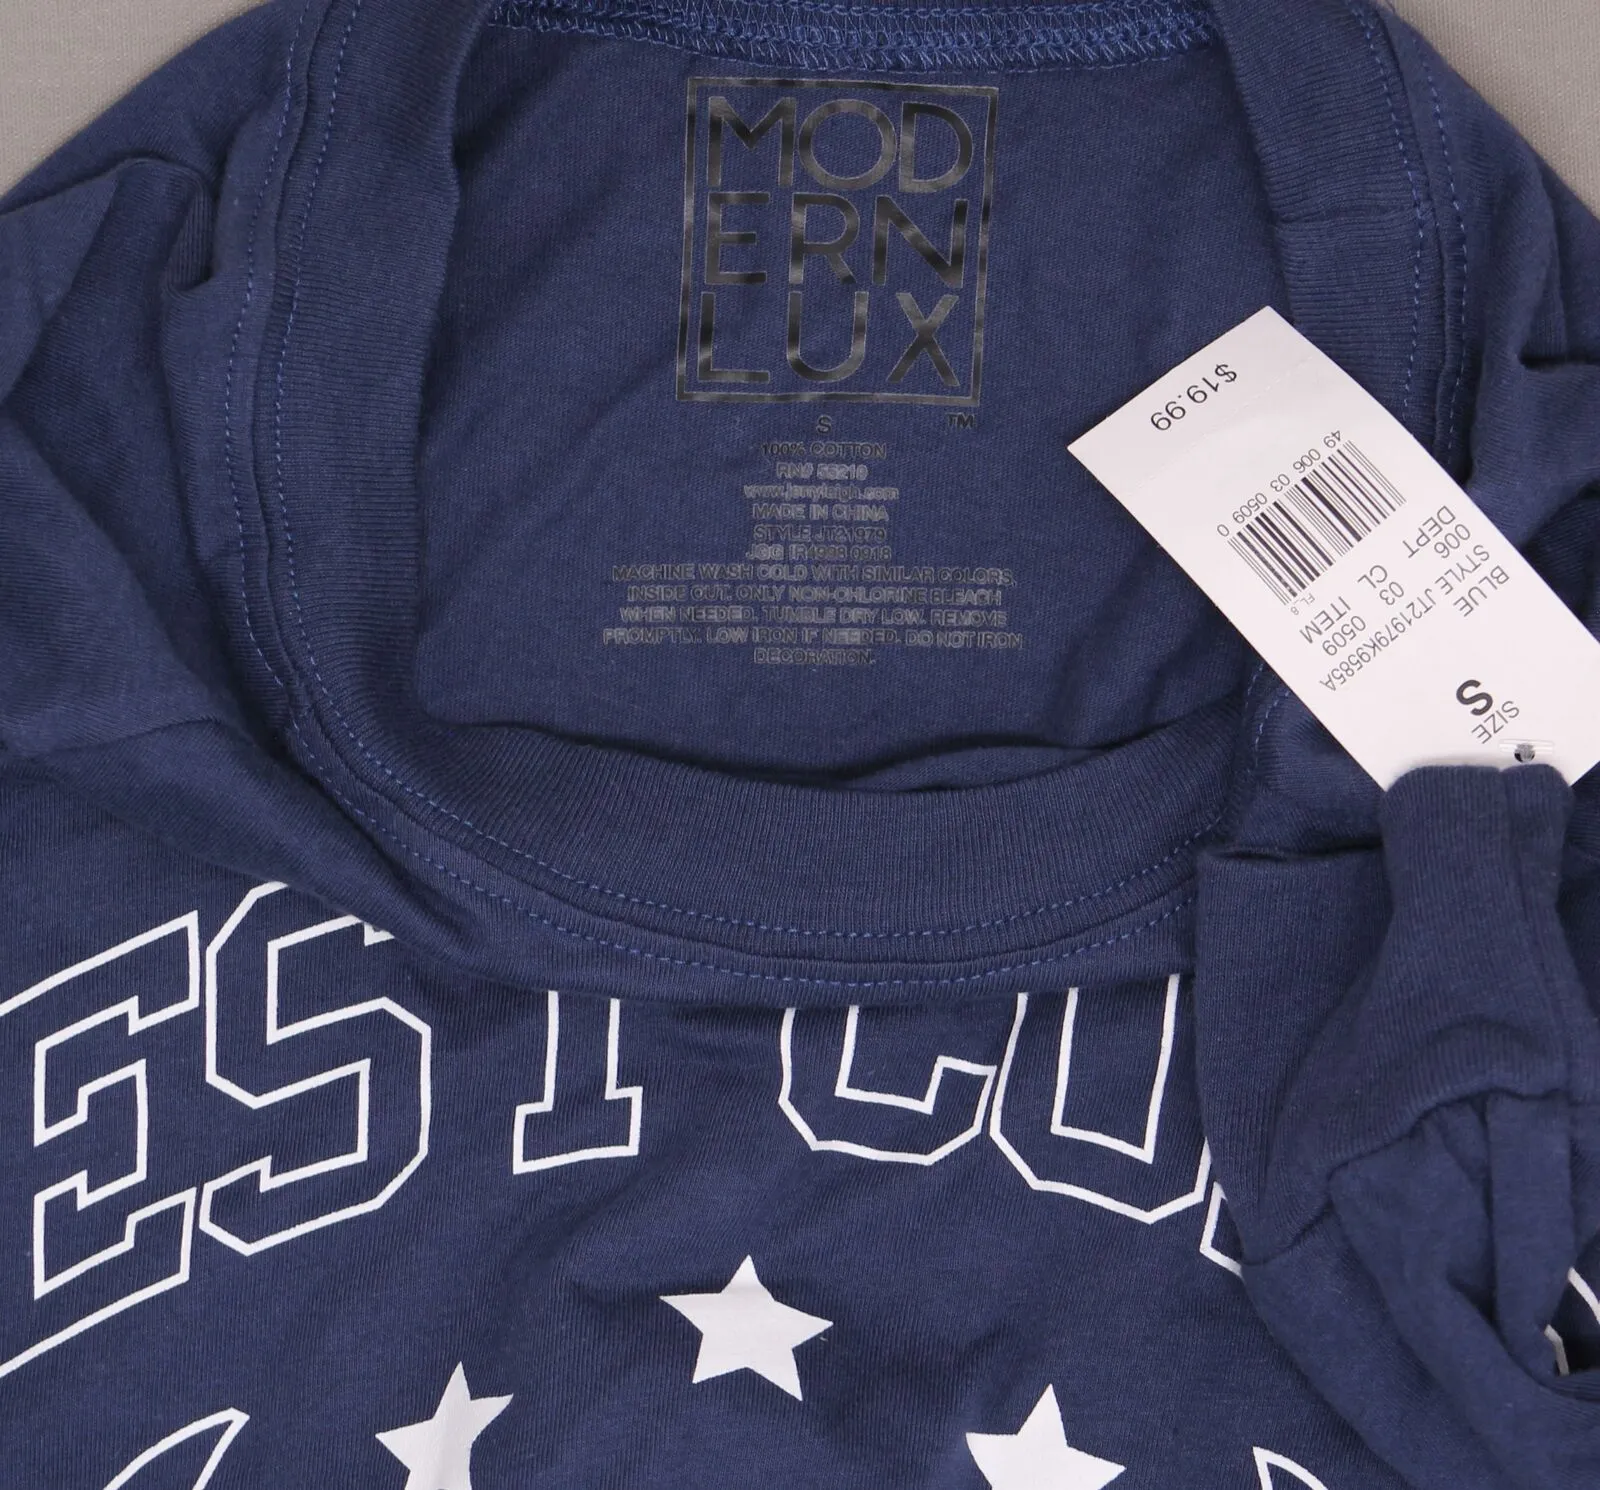 MOD
ERN
LUX
TM
S
100% COTTON
RN# 55210
www.jerryleigh.com
MADE IN CHINA
STYLE JT21979
MACHINE WASH COLD WITH SIMILAR COLORS,
INSIDE OUT. ONLY NON-CHLORINE BLEACH
WHEN NEEDED. TUMBLE DRY LOW. REMOVE
PROMPTLY. LOW IRON IF NEEDED. DO NOT IRON
DECORATION.
SIZE
S
BLUE
STYLE JT21979K9585A
006 03 0509
DEPT CL ITEM
FL_8
49 006 03 0509 0
$19.99
EST CO